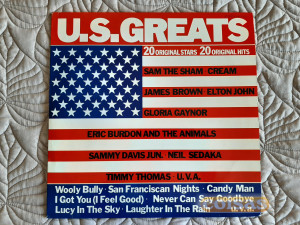 U.S.GREATS
20 ORIGINAL STARS 20 ORIGINAL HITS
SAM THE SHAM · CREAM
JAMES BROWN · ELTON JOHN
GLORIA GAYNOR
ERIC BURDON AND THE ANIMALS
SAMMY DAVIS JUN. · NEIL SEDAKA
TIMMY THOMAS · U.V.A.
Wooly Bully · San Franciscan Nights · Candy Man
I Got You (I Feel Good) · Never Can Say Goodbye
Lucy In The Sky · Laughter In The Rain u.v.a.